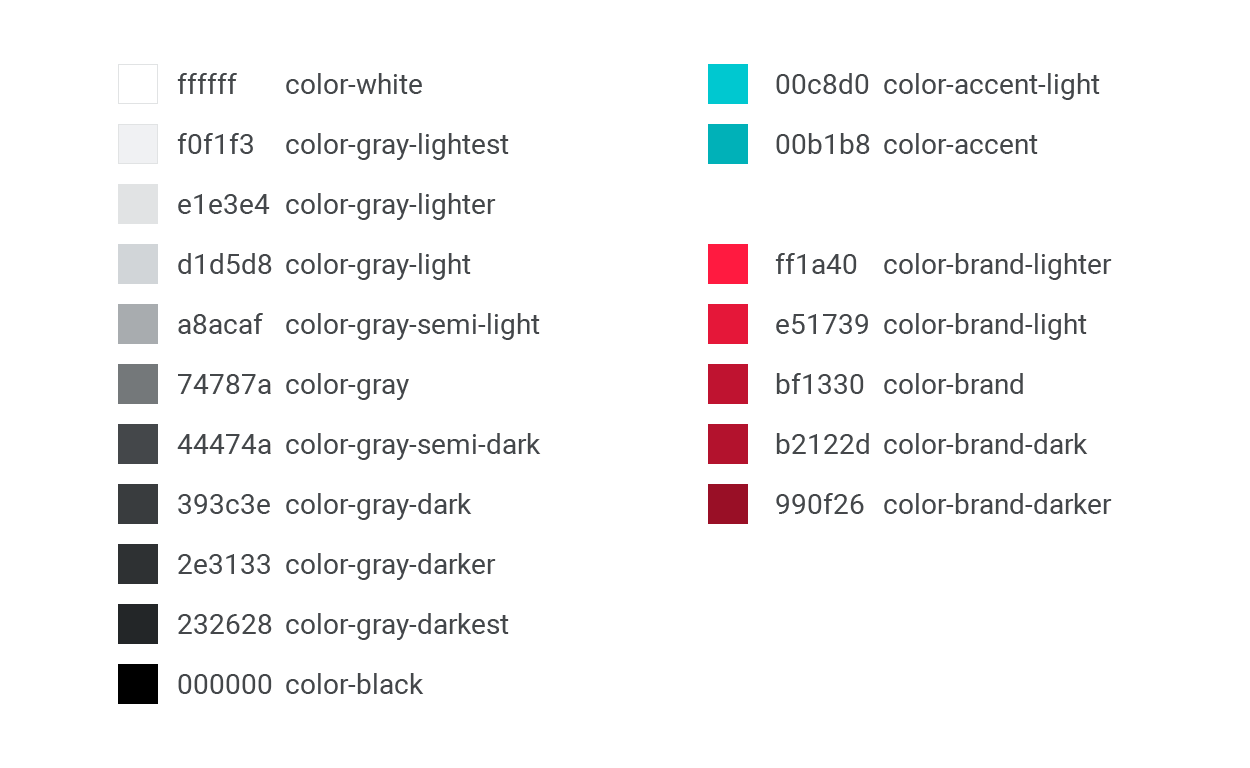 ffffff color-white
f0f1f3 color-gray-lightest
e1e3e4 color-gray-lighter
d1d5d8 color-gray-light
a8acaf color-gray-semi-light
74787a color-gray
44474a color-gray-semi-dark
393c3e color-gray-dark
2e3133 color-gray-darker
232628 color-gray-darkest
000000 color-black
00c8d0 color-accent-light
00b1b8 color-accent
ff1a40 color-brand-lighter
e51739 color-brand-light
bf1330 color-brand
b2122d color-brand-dark
990f26 color-brand-darker